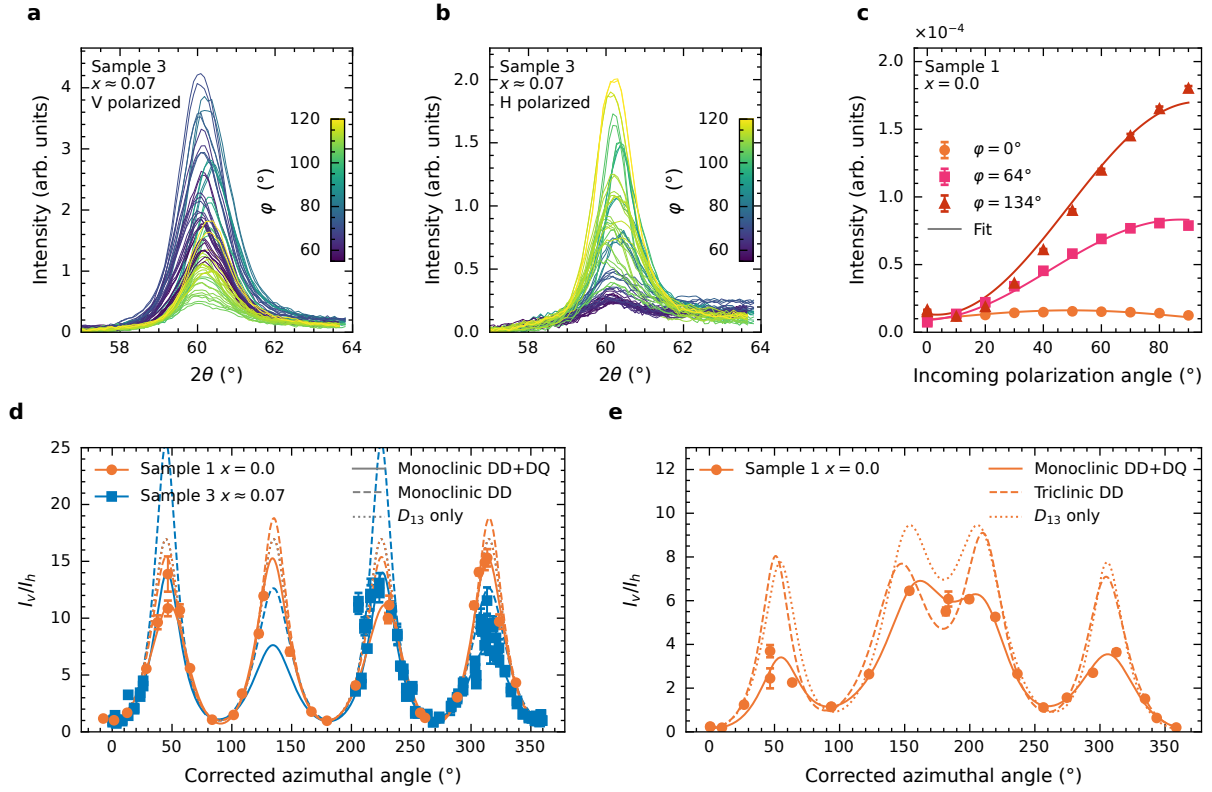 a
Sample 3
x ≈ 0.07
V polarized
120
100
80
60
φ (°)
4
3
2
1
0
Intensity (arb. units)
58
60
62
64
2θ (°)
b
Sample 3
x ≈ 0.07
H polarized
120
100
80
60
φ (°)
2.0
1.5
1.0
0.5
0.0
Intensity (arb. units)
58
60
62
64
2θ (°)
c
×10⁻⁴
Sample 1
x = 0.0
φ = 0°
φ = 64°
φ = 134°
Fit
2.0
1.5
1.0
0.5
0.0
Intensity (arb. units)
0
20
40
60
80
Incoming polarization angle (°)
d
Sample 1 x = 0.0
Sample 3 x ≈ 0.07
Monoclinic DD+DQ
Monoclinic DD
D₁₃ only
25
20
15
10
5
0
Iᵥ/Iₕ
0
50
100
150
200
250
300
350
Corrected azimuthal angle (°)
e
Sample 1 x = 0.0
Monoclinic DD+DQ
Triclinic DD
D₁₃ only
12
10
8
6
4
2
0
Iᵥ/Iₕ
0
50
100
150
200
250
300
350
Corrected azimuthal angle (°)